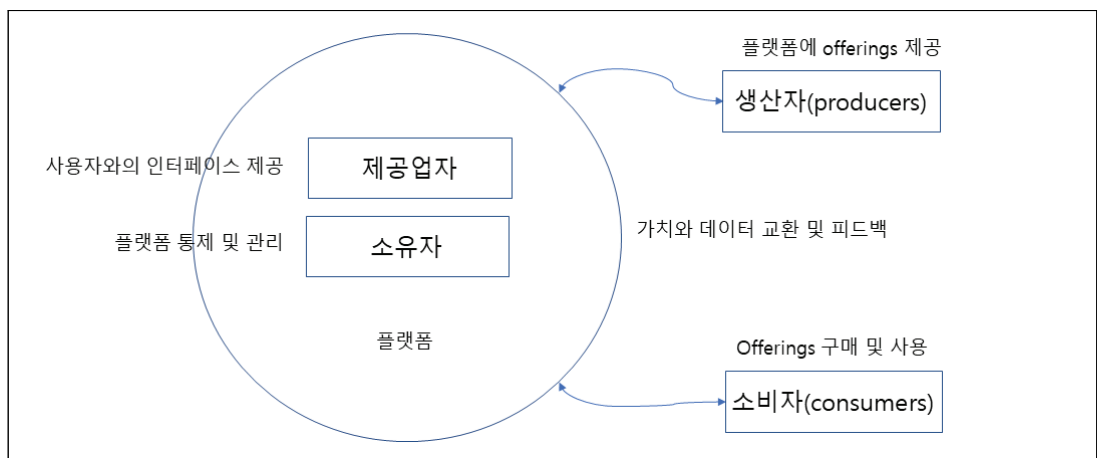 플랫폼에 offerings 제공
생산자(producers)
사용자와의 인터페이스 제공
제공업자
플랫폼 통제 및 관리
소유자
가치와 데이터 교환 및 피드백
플랫폼
Offerings 구매 및 사용
소비자(consumers)